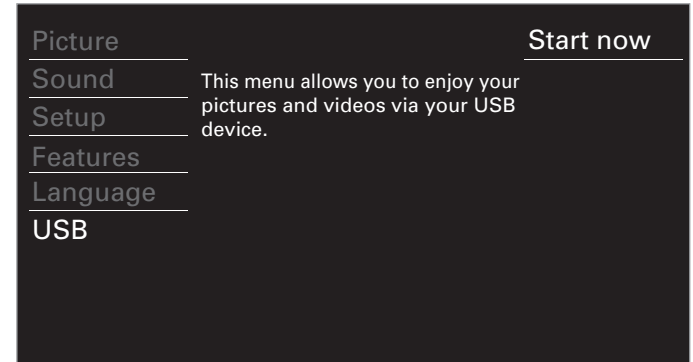 Picture
Sound
Setup
Features
Language
USB
This menu allows you to enjoy your
pictures and videos via your USB
device.
Start now